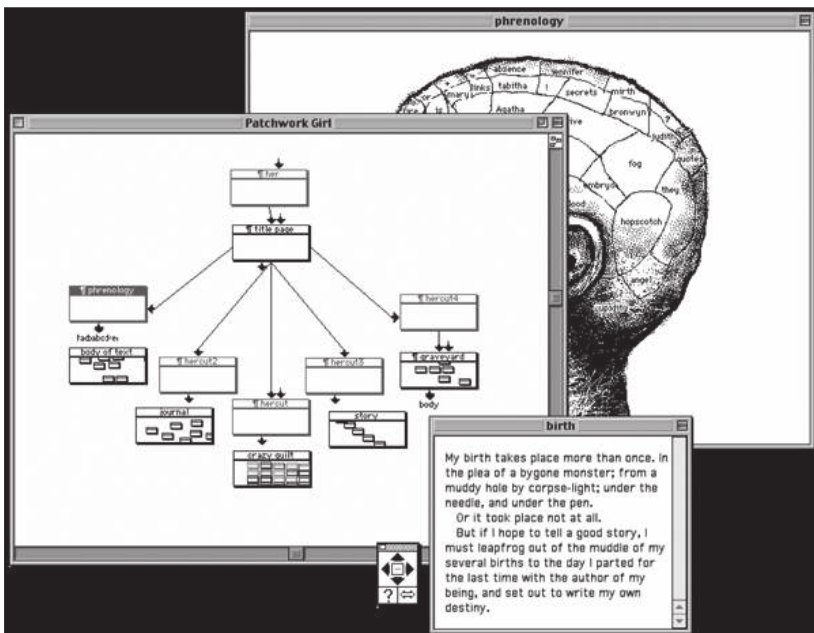 phrenology
absence
jennifer
or
mary
links
tabitha
!
secrets
mirth
?
is
Agatha
bronwyn
judith
fog
quotes
they
hopscotch
angel
Patchwork Girl
¶ her
¶ title page
¶ phrenology
¶ hercut4
body of text
¶ hercut2
¶ hercut3
¶ graveyard
journal
¶ hercut
story
body
crazy quilt
birth
My birth takes place more than once. In
the plea of a bygone monster; from a
muddy hole by corpse-light; under the
needle, and under the pen.
Or it took place not at all.
But if I hope to tell a good story, I
must leapfrog out of the muddle of my
several births to the day I parted for
the last time with the author of my
being, and set out to write my own
destiny.
?